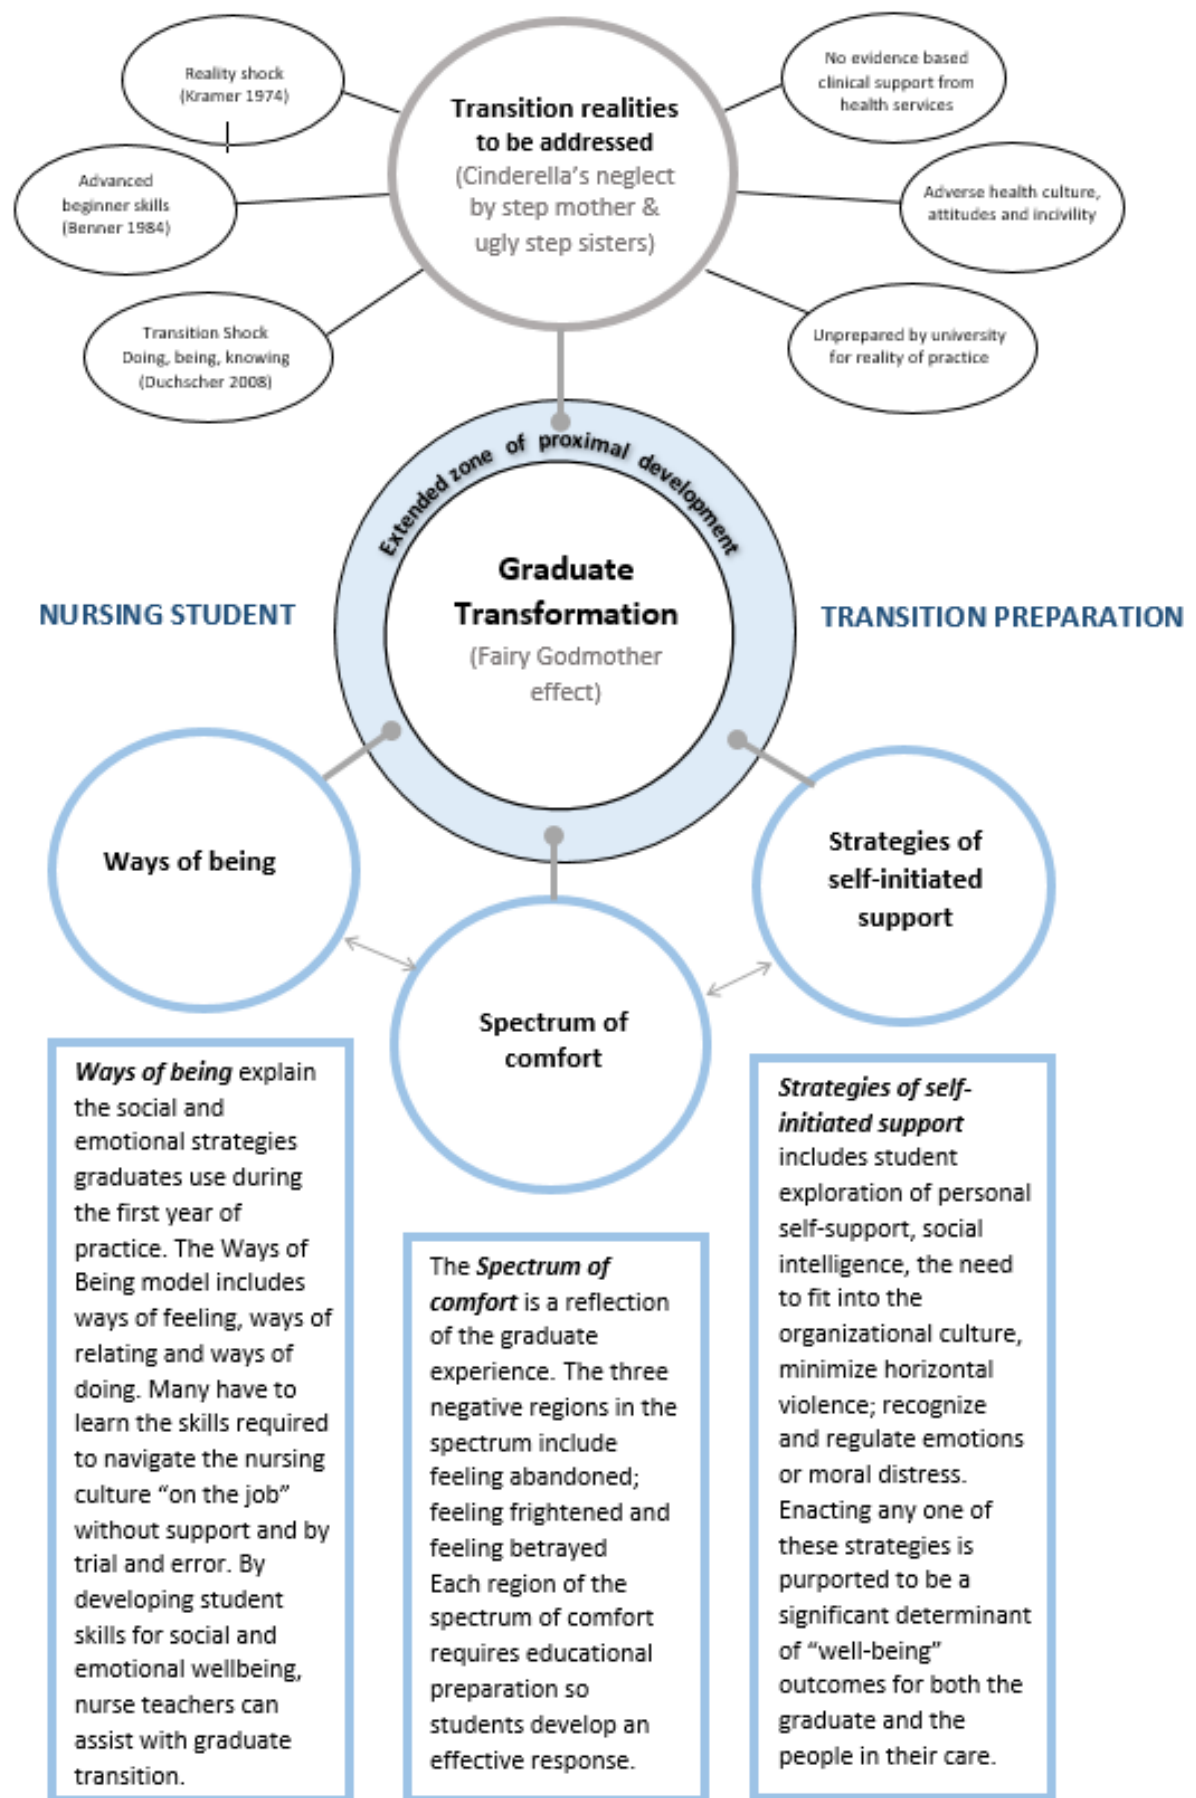 Reality shock
(Kramer 1974)
Advanced
beginner skills
(Benner 1984)
Transition Shock
Doing, being, knowing
(Duchscher 2008)
Transition realities
to be addressed
(Cinderella's neglect
by step mother &
ugly step sisters)
No evidence based
clinical support from
health services
Adverse health culture,
attitudes and incivility
Unprepared by university
for reality of practice
Extended zone of proximal development
Graduate
Transformation
(Fairy Godmother
effect)
NURSING STUDENT
TRANSITION PREPARATION
Ways of being
Spectrum of
comfort
Strategies of
self-initiated
support
Ways of being explain
the social and
emotional strategies
graduates use during
the first year of
practice. The Ways of
Being model includes
ways of feeling, ways of
relating and ways of
doing. Many have to
learn the skills required
to navigate the nursing
culture “on the job”
without support and by
trial and error. By
developing student
skills for social and
emotional wellbeing,
nurse teachers can
assist with graduate
transition.
The Spectrum of
comfort is a reflection
of the graduate
experience. The three
negative regions in the
spectrum include
feeling abandoned;
feeling frightened and
feeling betrayed
Each region of the
spectrum of comfort
requires educational
preparation so
students develop an
effective response.
Strategies of self-
initiated support
includes student
exploration of personal
self-support, social
intelligence, the need
to fit into the
organizational culture,
minimize horizontal
violence; recognize
and regulate emotions
or moral distress.
Enacting any one of
these strategies is
purported to be a
significant determinant
of “well-being”
outcomes for both the
graduate and the
people in their care.